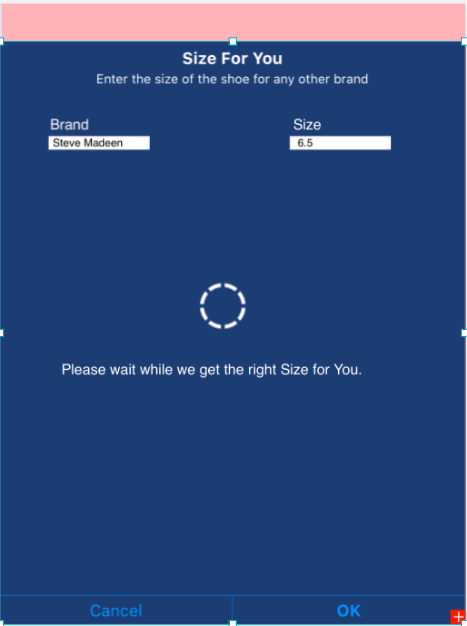 Size For You
Enter the size of the shoe for any other brand
Brand Size
Steve Madeen 6.5
Please wait while we get the right Size for You.
Cancel OK